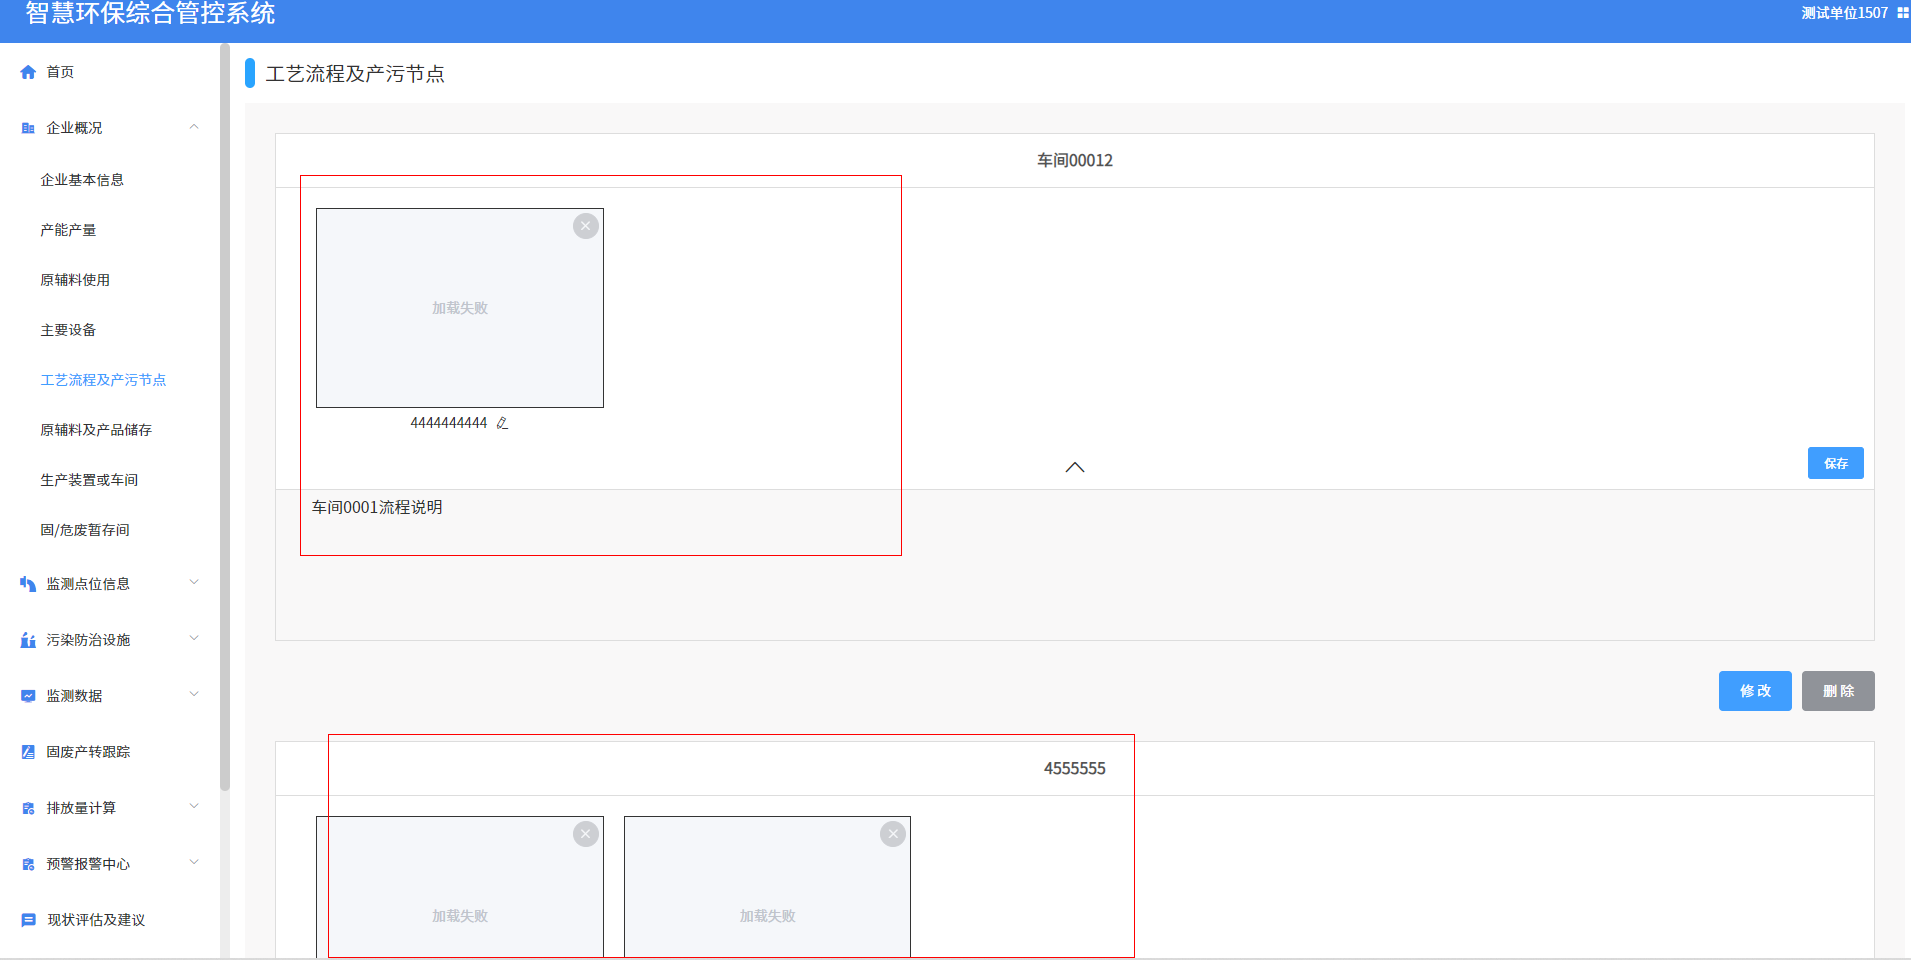 智慧环保综合管控系统
测试单位1507
首页
企业概况
企业基本信息
产能产量
原辅料使用
主要设备
工艺流程及产污节点
原辅料及产品储存
生产装置或车间
固/危废暂存间
监测点位信息
污染防治设施
监测数据
固废产转跟踪
排放量计算
预警报警中心
现状评估及建议
工艺流程及产污节点
车间00012
加载失败
4444444444
保存
车间0001流程说明
修改
删除
4555555
加载失败
加载失败